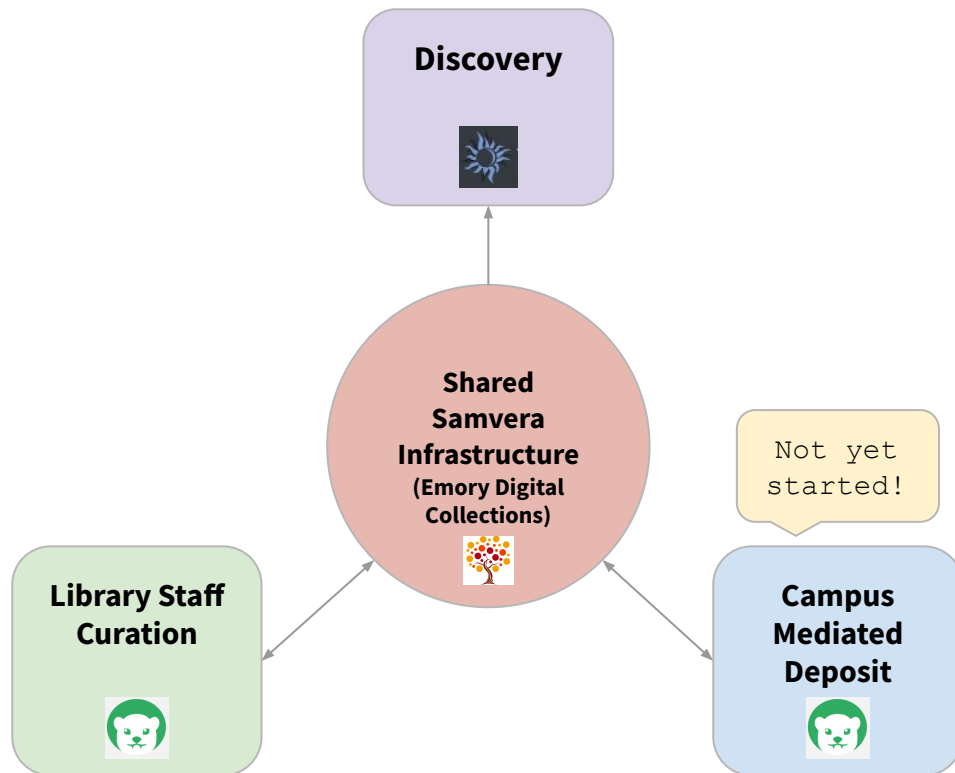 Discovery
Shared
Samvera
Infrastructure
(Emory Digital
Collections)
Not yet
started!
Library Staff
Curation
Campus
Mediated
Deposit